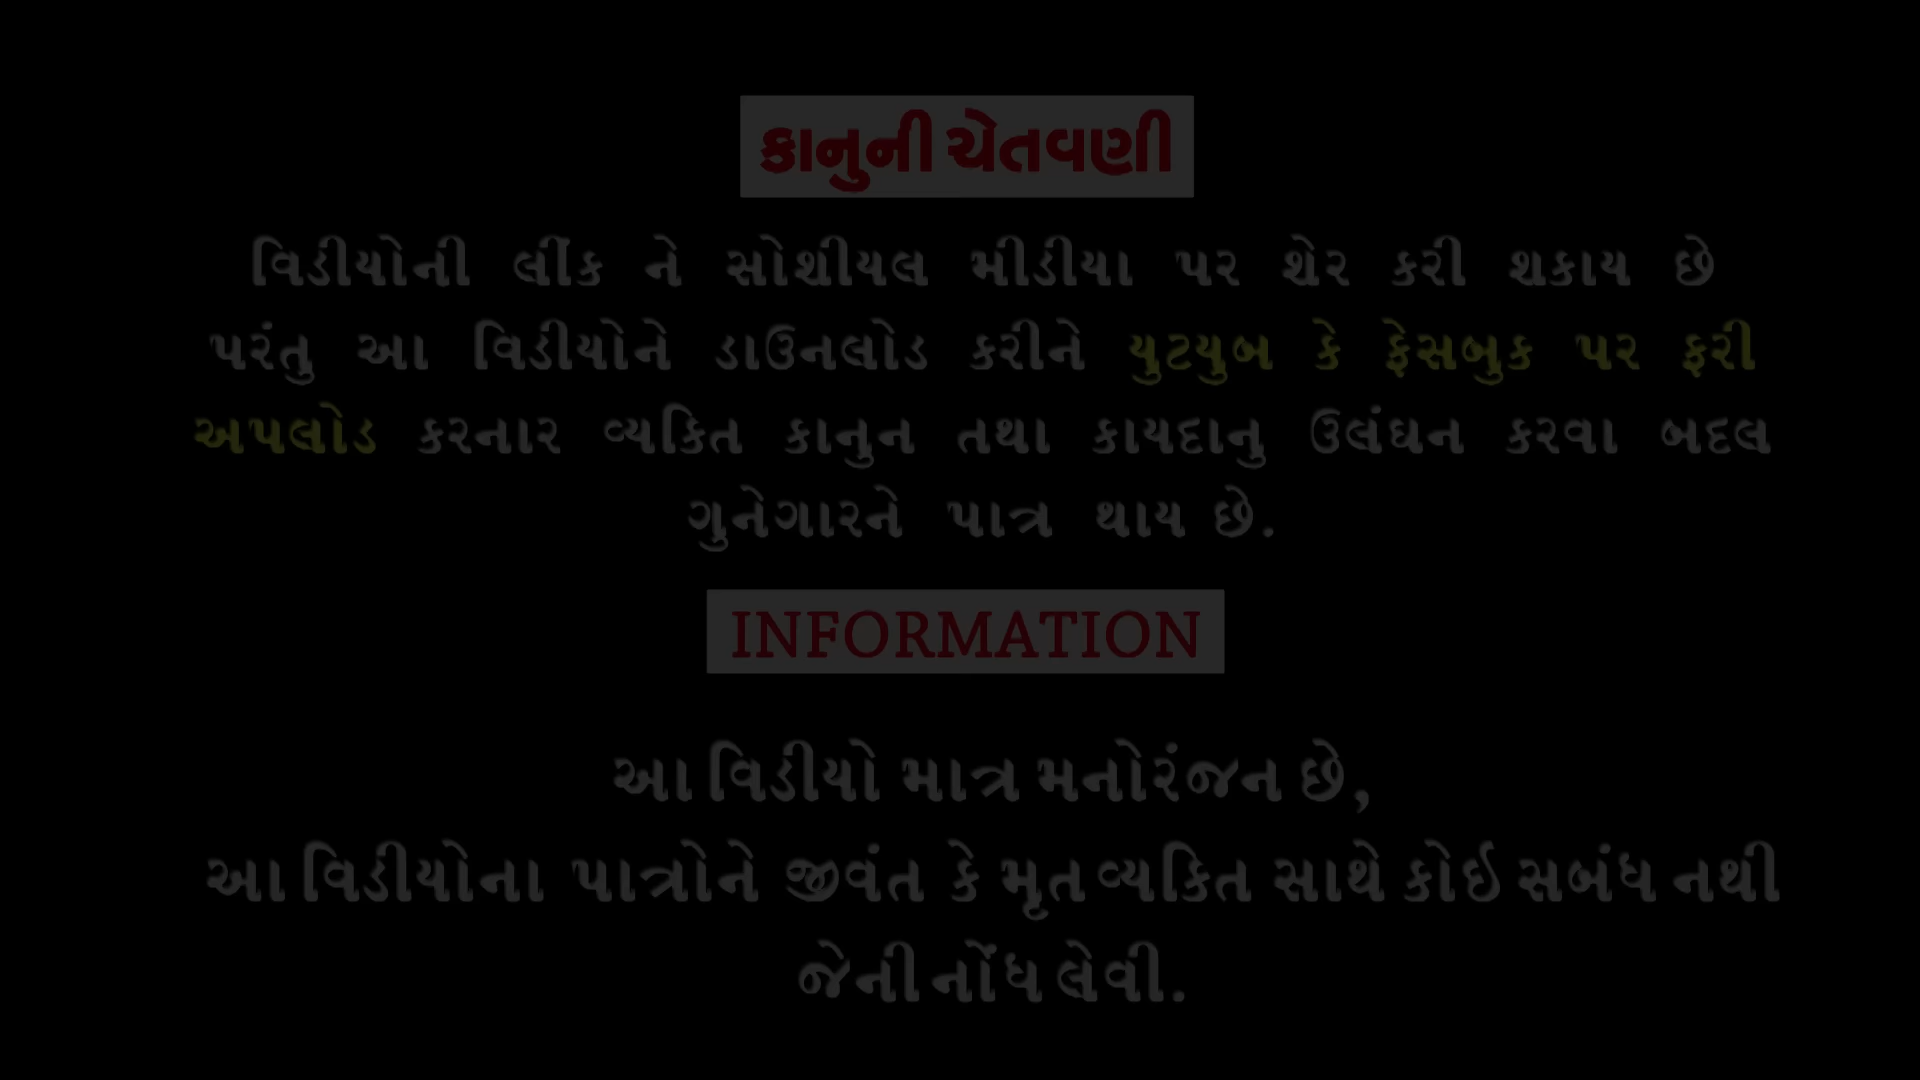 કાનુની ચેતવણી
વિડીયોની લીંક ને સોશીયલ મીડીયા પર શેર કરી શકાય છે
પરંતુ આ વિડીયોને ડાઉનલોડ કરીને યુટયુબ કે ફેસબુક પર ફરી
અપલોડ કરનાર વ્યકિત કાનુન તથા કાયદાનુ ઉલંઘન કરવા બદલ
ગુનેગારને પાત્ર થાય છે.
INFORMATION
આ વિડીયો માત્ર મનોરંજન છે,
આ વિડીયોના પાત્રોને જીવંત કે મૃત વ્યકિત સાથે કોઈ સબંધ નથી
જેની નોંધ લેવી.